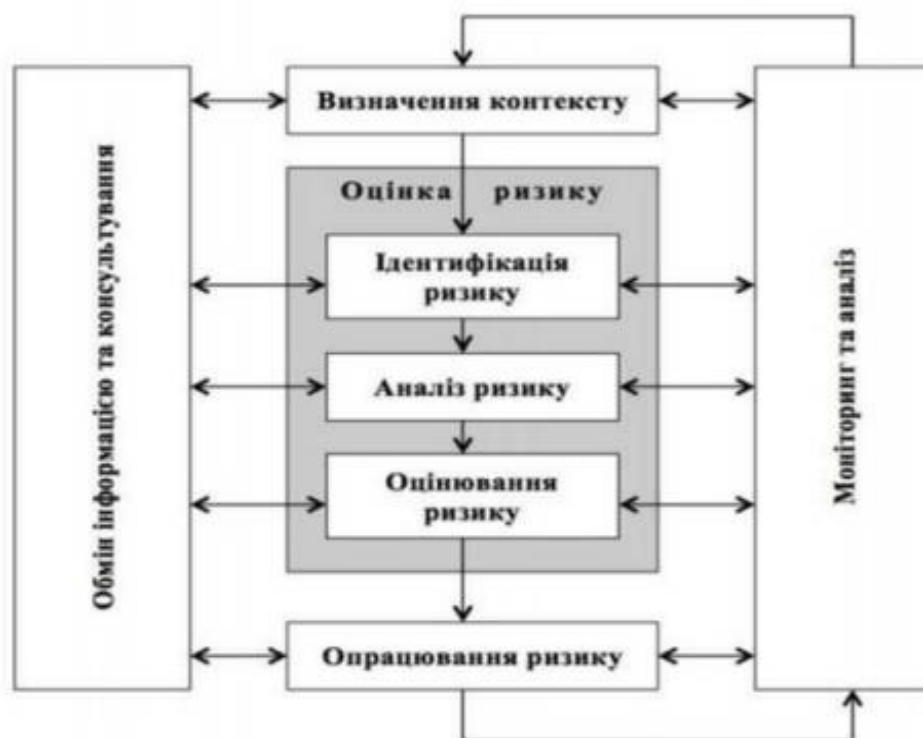 Обмін інформацією та консультування
Визначення контексту
Оцінка ризику
Ідентифікація
ризику
Аналіз ризику
Оцінювання
ризику
Опрацювання ризику
Моніторинг та аналіз